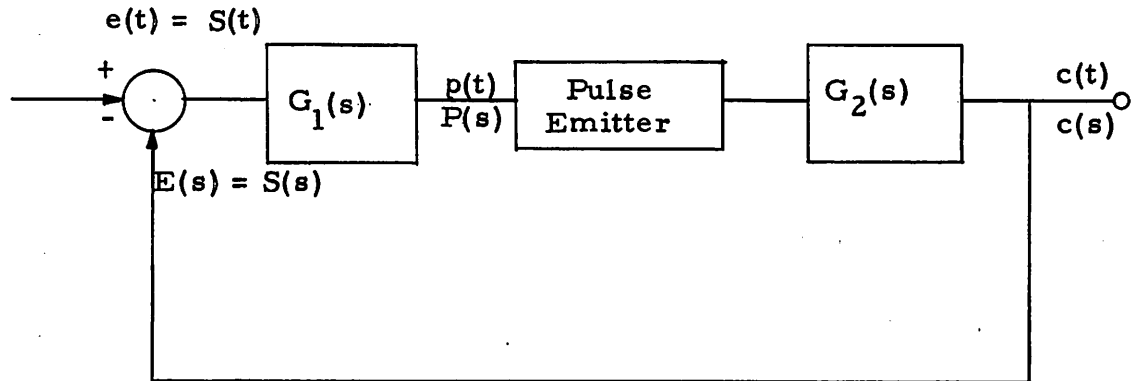 e(t) = S(t)
+
-
G₁(s)
p(t)
P(s)
Pulse
Emitter
G₂(s)
c(t)
c(s)
E(s) = S(s)